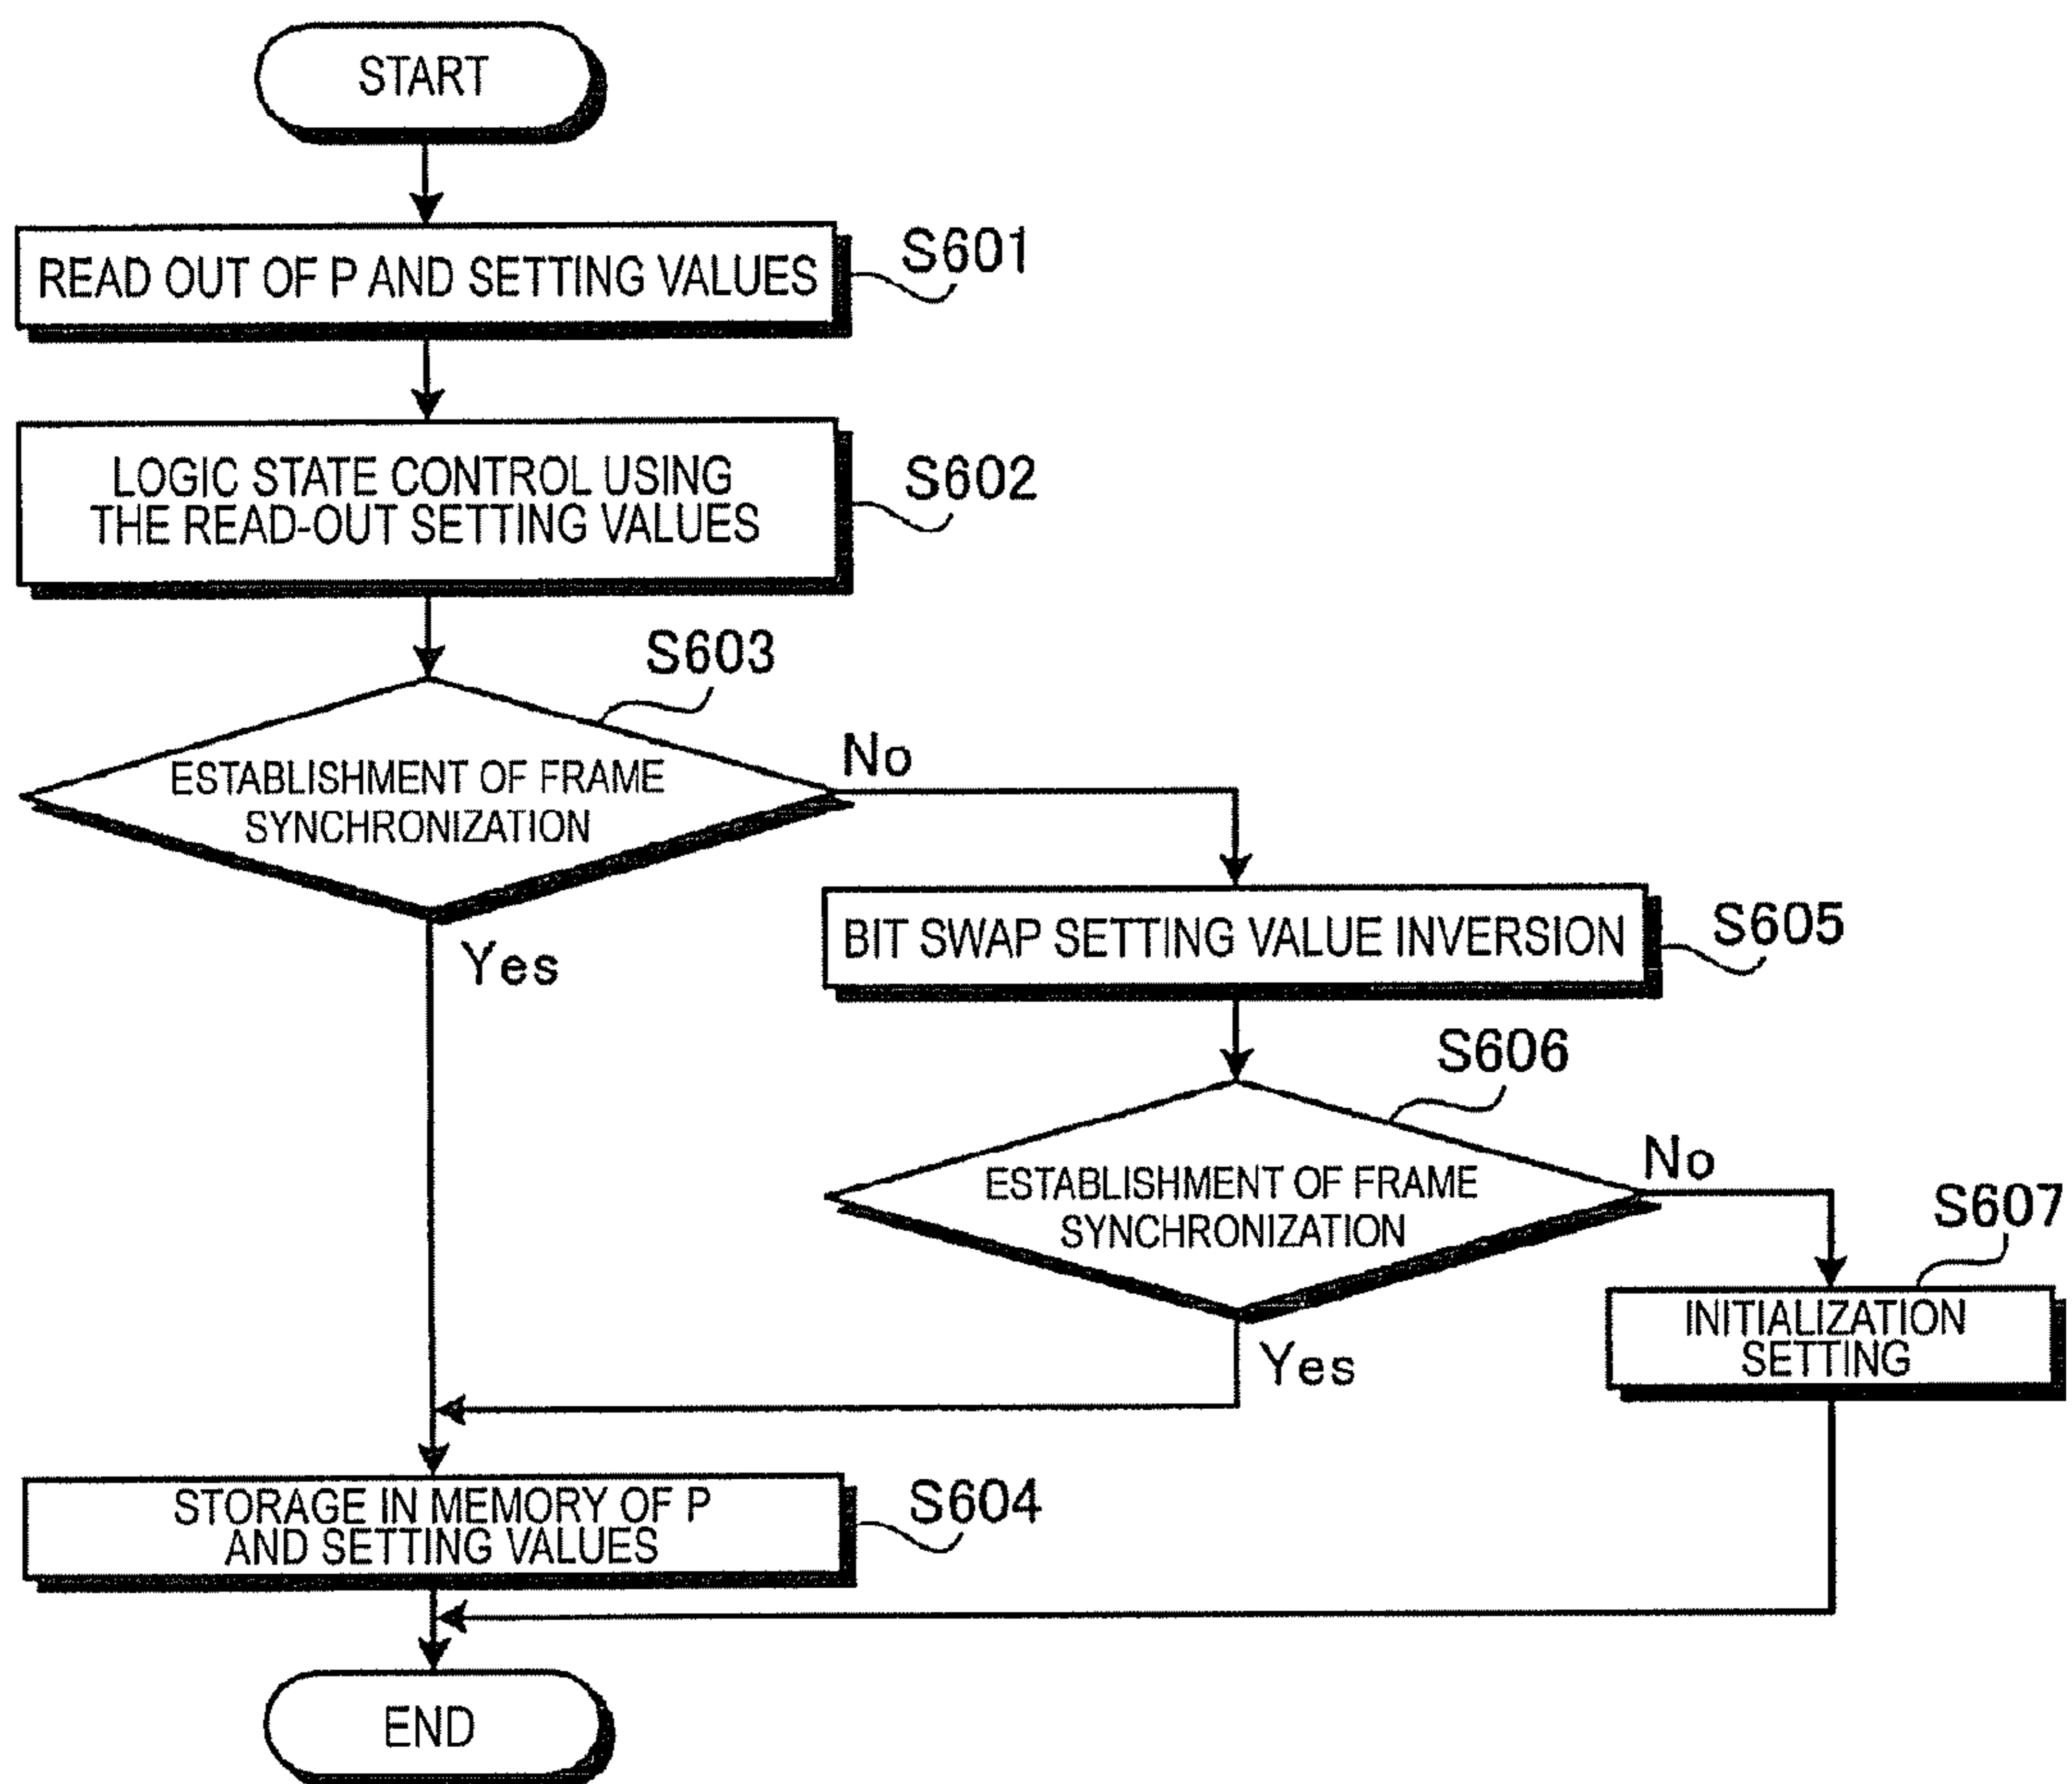 START
READ OUT OF P AND SETTING VALUES
S601
LOGIC STATE CONTROL USING
THE READ-OUT SETTING VALUES
S602
S603
ESTABLISHMENT OF FRAME
SYNCHRONIZATION
No
Yes
BIT SWAP SETTING VALUE INVERSION
S605
S606
ESTABLISHMENT OF FRAME
SYNCHRONIZATION
No
Yes
S607
INITIALIZATION
SETTING
STORAGE IN MEMORY OF P
AND SETTING VALUES
S604
END